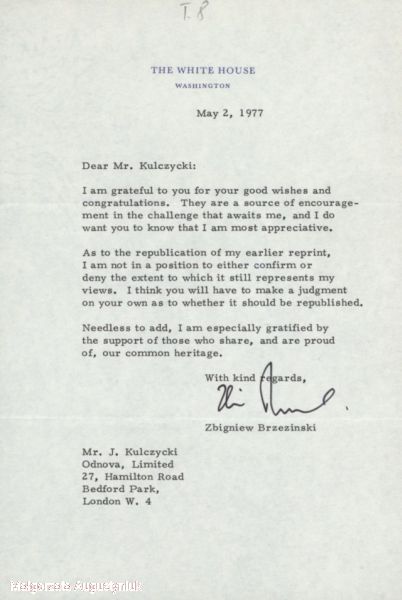 T. 8
THE WHITE HOUSE
WASHINGTON
May 2, 1977
Dear Mr. Kulczycki:
I am grateful to you for your good wishes and
congratulations. They are a source of encourage-
ment in the challenge that awaits me, and I do
want you to know that I am most appreciative.
As to the republication of my earlier reprint,
I am not in a position to either confirm or
deny the extent to which it still represents my
views. I think you will have to make a judgment
on your own as to whether it should be republished.
Needless to add, I am especially gratified by
the support of those who share, and are proud
of, our common heritage.
With kind regards,
Zbigniew Brzezinski
Mr. J. Kulczycki
Odnova, Limited
27, Hamilton Road
Bedford Park,
London W. 4